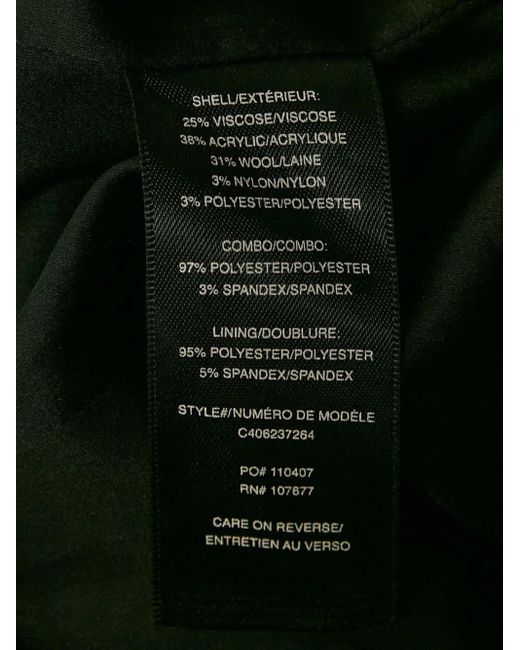 SHELL/EXTÉRIEUR:
25% VISCOSE/VISCOSE
38% ACRYLIC/ACRYLIQUE
31% WOOL/LAINE
3% NYLON/NYLON
3% POLYESTER/POLYESTER
COMBO/COMBO:
97% POLYESTER/POLYESTER
3% SPANDEX/SPANDEX
LINING/DOUBLURE:
95% POLYESTER/POLYESTER
5% SPANDEX/SPANDEX
STYLE#/NUMÉRO DE MODÈLE
C406237264
PO# 110407
RN# 107677
CARE ON REVERSE/
ENTRETIEN AU VERSO